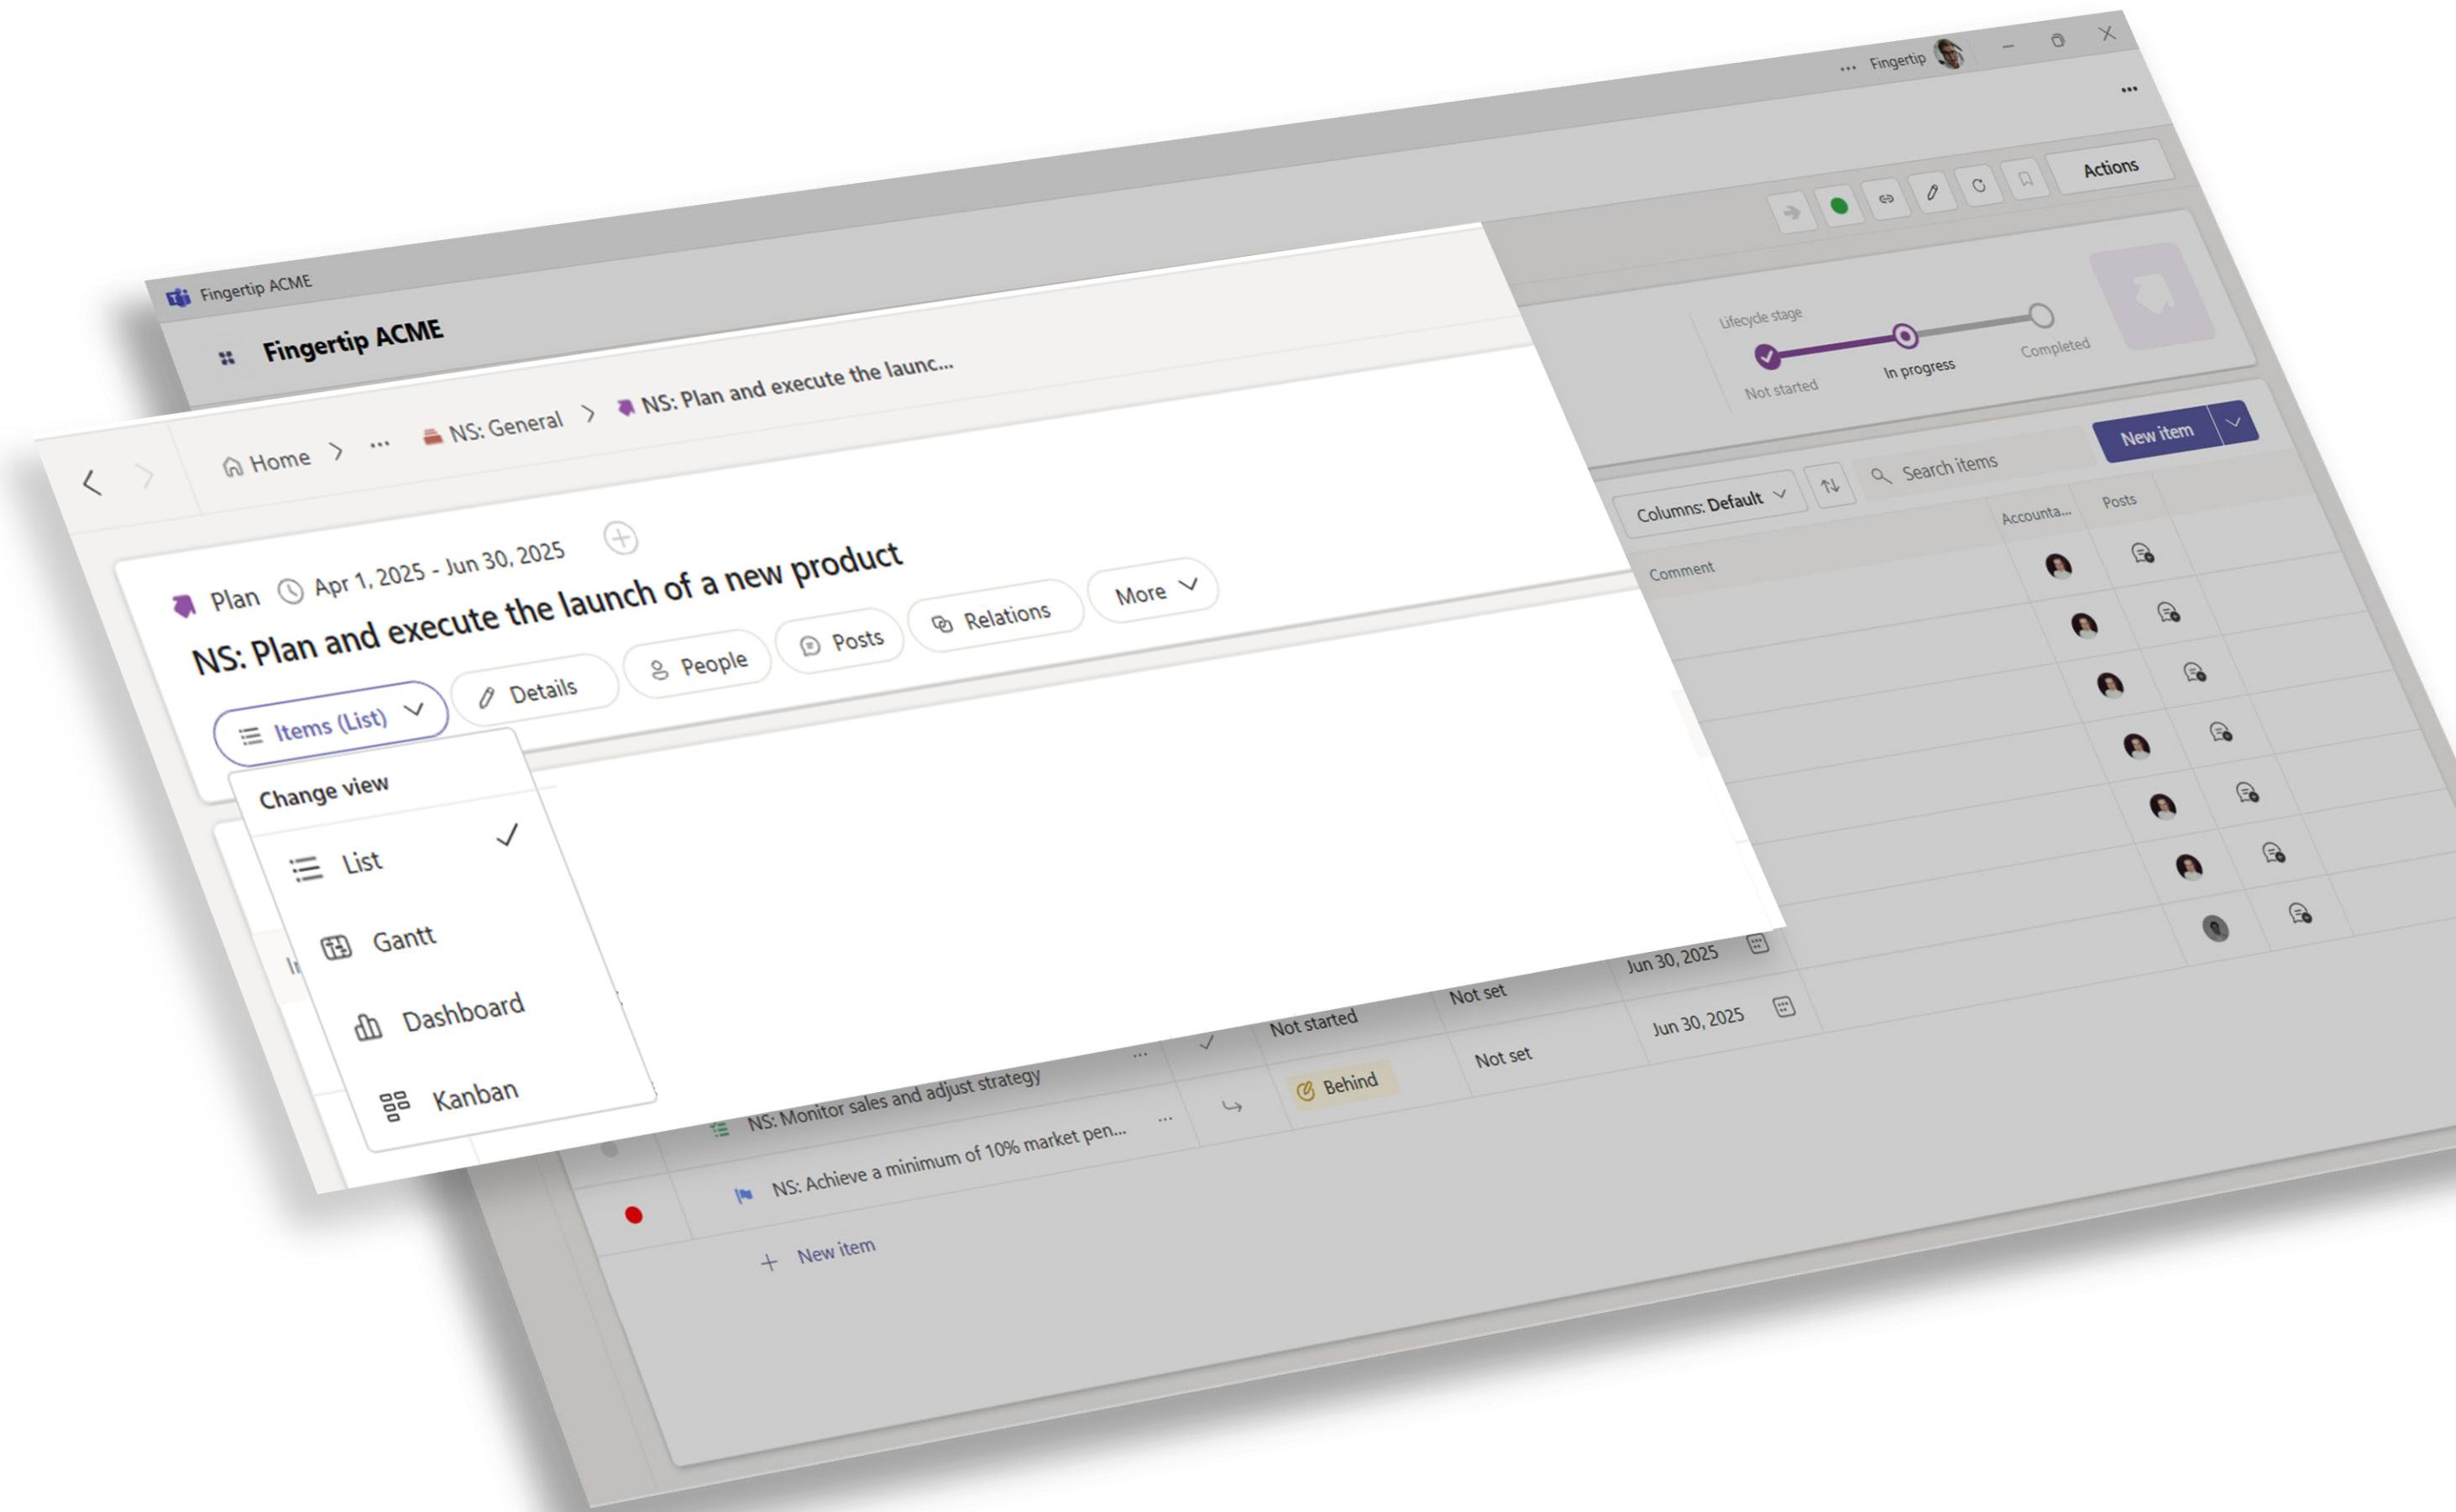 Fingertip ACME
... Fingertip
Fingertip ACME
...
Actions
Home > ... NS: General > NS: Plan and execute the launc...
Plan Apr 1, 2025 - Jun 30, 2025
NS: Plan and execute the launch of a new product
Items (List) Details People Posts Relations More
Change view
List
Gantt
Dashboard
Kanban
Lifecycle stage
Not started In progress Completed
Columns: Default Search items New item
Comment Accounta... Posts
Not set Jun 30, 2025
NS: Monitor sales and adjust strategy ... Not started Not set Jun 30, 2025
NS: Achieve a minimum of 10% market pen... ... Behind
New item